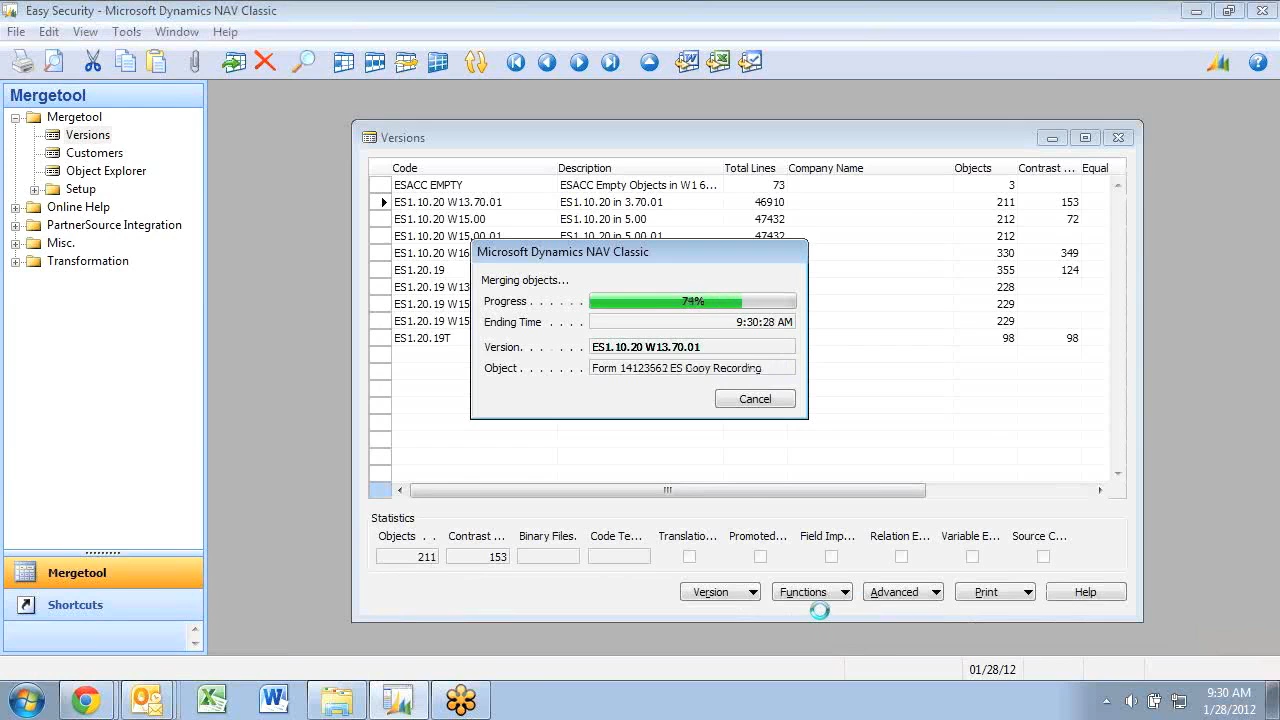 Easy Security - Microsoft Dynamics NAV Classic
File Edit View Tools Window Help
Mergetool
Mergetool
Versions
Customers
Object Explorer
Setup
Online Help
PartnerSource Integration
Misc.
Transformation
Mergetool
Shortcuts
Versions
Code Description Total Lines Company Name Objects Contrast ... Equal
ESACC EMPTY ESACC Empty Objects in W1 6... 73 3
ES1.10.20 W13.70.01 ES1.10.20 in 3.70.01 46910 211 153
ES1.10.20 W15.00 ES1.10.20 in 5.00 47432 212 72
ES1.10.20 W15.00.01 ES1.10.20 in 5.00.01 47432 212
ES1.10.20 W16 330 349
ES1.20.19 355 124
ES1.20.19 W13 228
ES1.20.19 W15 229
ES1.20.19 W15 229
ES1.20.19T 98 98
Microsoft Dynamics NAV Classic
Merging objects...
Progress . . . . . . 74%
Ending Time . . . . 9:30:28 AM
Version. . . . . . . ES1.10.20 W13.70.01
Object . . . . . . . Form 14123662 ES Copy Recording
Cancel
Statistics
Objects . . Contrast ... Binary Files. Code Te... Translatio... Promoted... Field Imp... Relation E... Variable E... Source C...
211 153
Version Functions Advanced Print Help
01/28/12
9:30 AM
1/28/2012